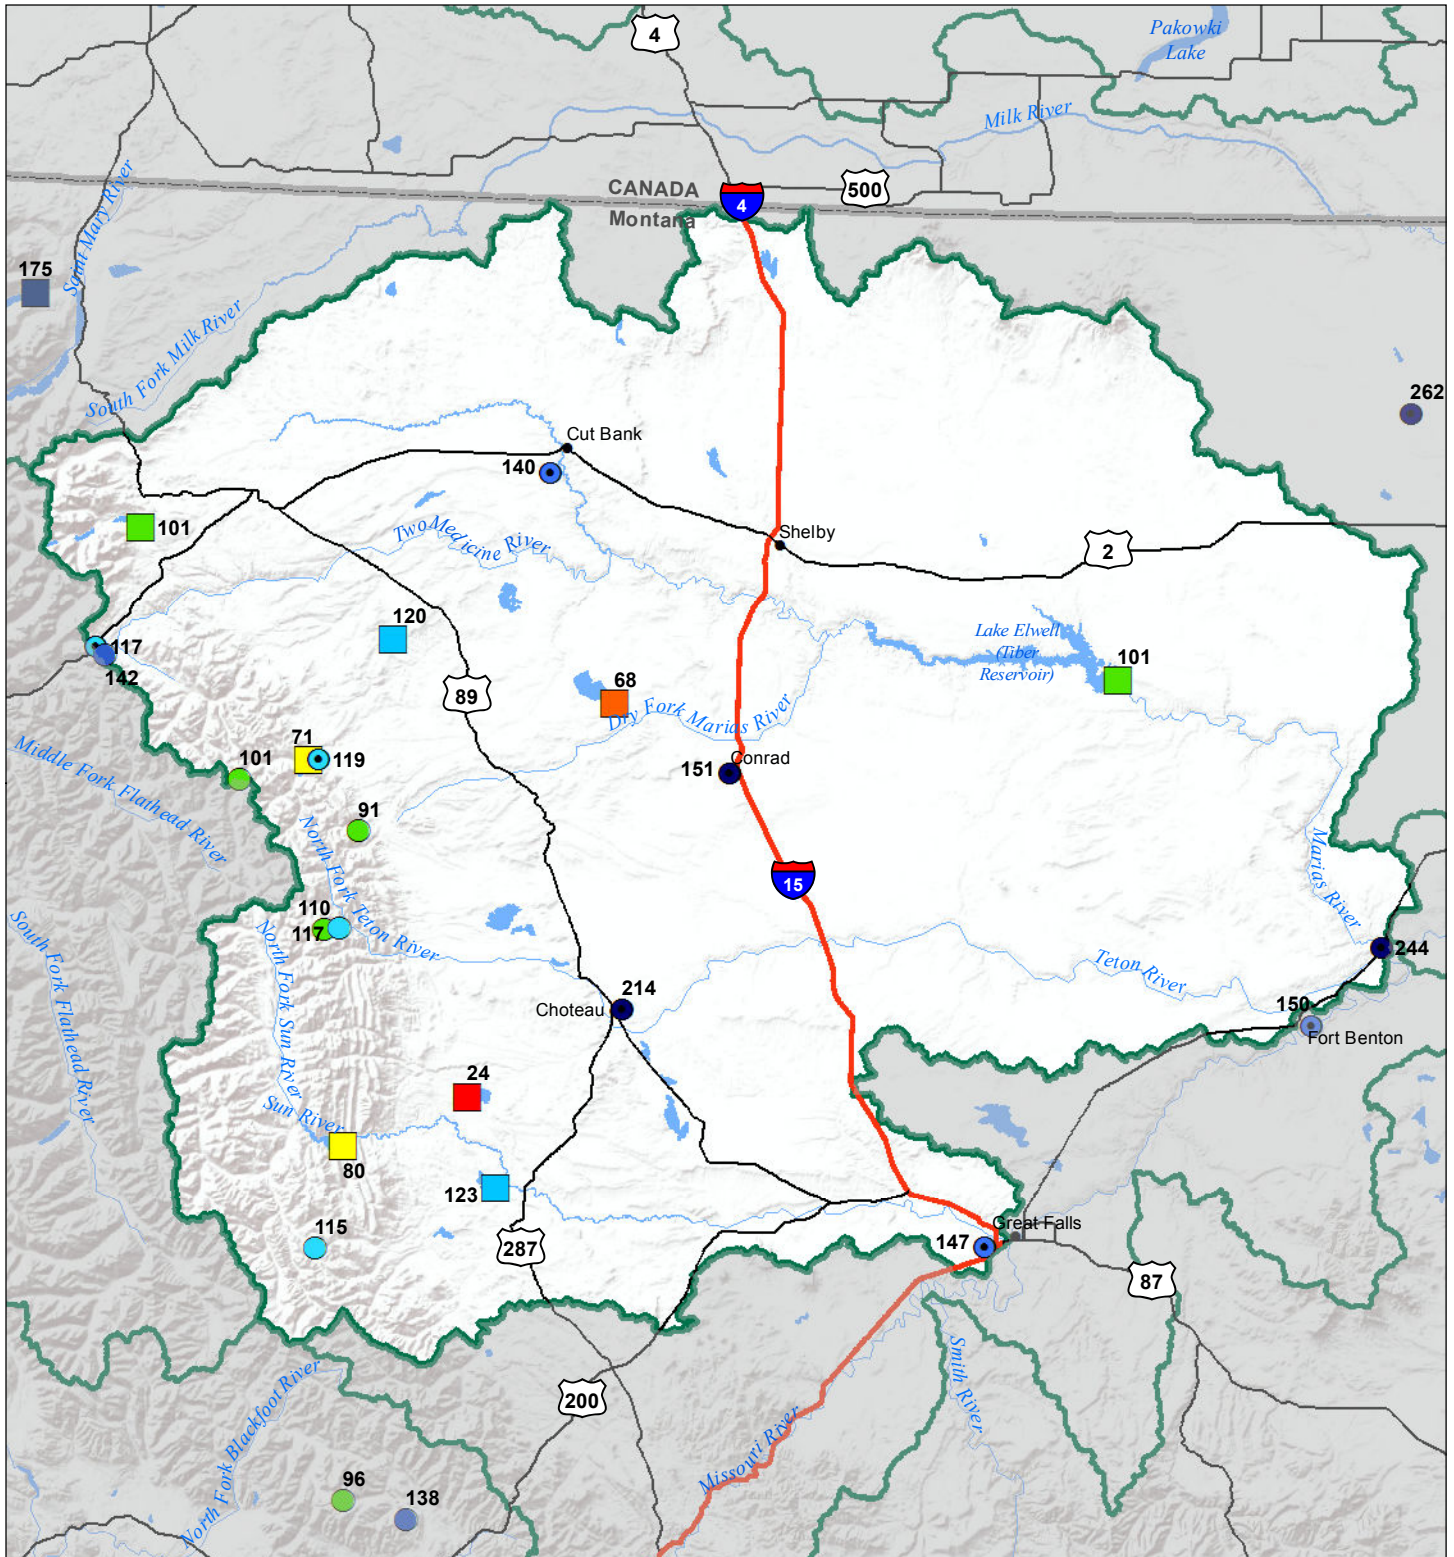 4
Pakowki
Lake
Milk River
CANADA
500
4
Montana
Saint Mary River
175
South Fork Milk River
262
Cut Bank
140
101
Two Medicine River
Shelby
2
120
117
142
Lake Elwell
(Tiber
Reservoir)
101
89
68
Dry Fork Marias River
71
119
101
Conrad
151
Middle Fork Flathead River
91
North Fork Teton River
15
Marias River
110
117
South Fork Flathead River
North Fork Sun River
244
Teton River
214
Choteau
150
Fort Benton
24
Sun River
80
123
115
287
Great Falls
147
87
Smith River
200
North Fork Blackfoot River
Missouri River
96
138